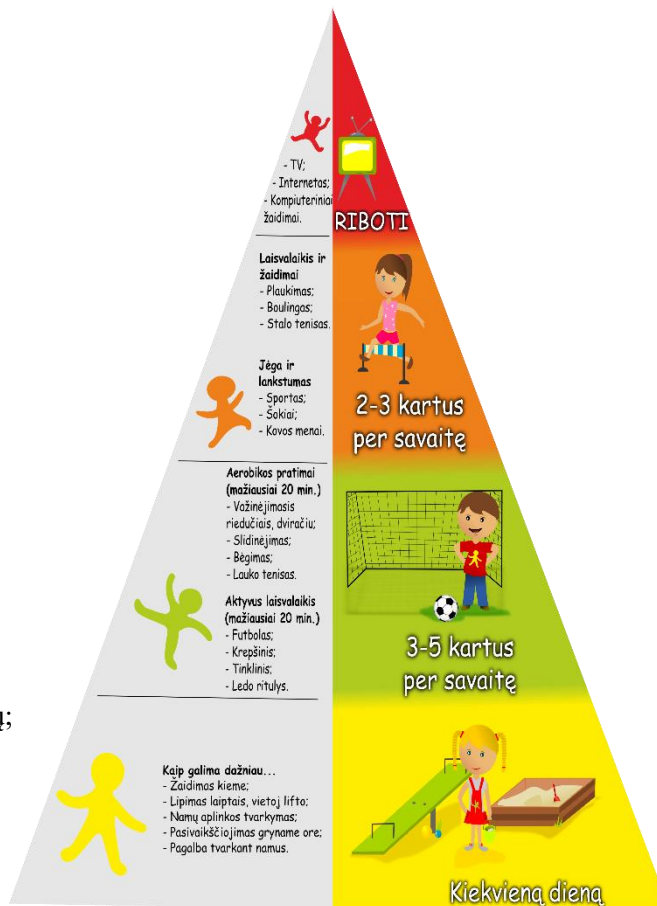 - TV;
- Internetas;
- Kompiuteriniai
žaidimai.
RIBOTI
Laisvalaikis ir
žaidimai
- Plaukimas;
- Boulingas;
- Stalo tenisas.
Jėga ir
lankstumas
- Sportas;
- Šokiai;
- Kovos menai.
2-3 kartus
per savaitę
Aerobikos pratimai
(mažiausiai 20 min.)
- Važinėjimasis
riedučiais, dviračiu;
- Slidinėjimas;
- Bėgimas;
- Lauko tenisas.
Aktyvus laisvalaikis
(mažiausiai 20 min.)
- Futbolas;
- Krepšinis;
- Tinklinis;
- Ledo ritulys.
3-5 kartus
per savaitę
Kaip galima dažniau...
- Žaidimas kieme;
- Lipimas laiptais, vietoj lifto;
- Namų aplinkos tvarkymas;
- Pasivaikščiojimas gryname ore;
- Pagalba tvarkant namus.
Kiekvieną dieną